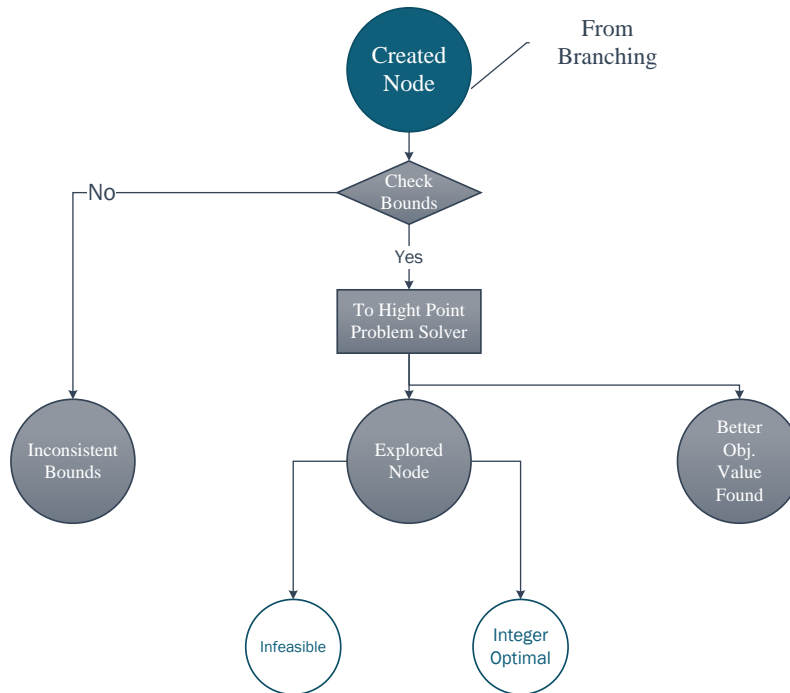 Created
Node
From
Branching
Check
Bounds
No
Yes
To Hight Point
Problem Solver
Inconsistent
Bounds
Explored
Node
Better
Obj.
Value
Found
Infeasible
Integer
Optimal